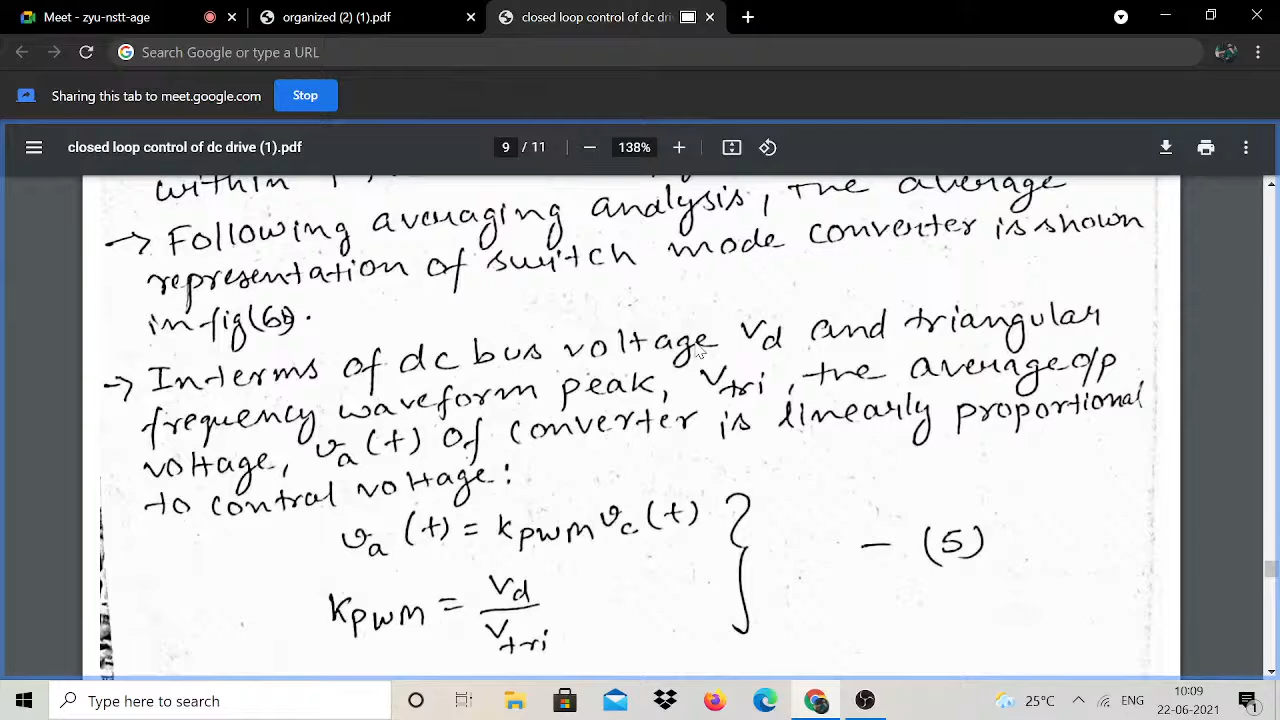 Meet - zyu-nstt-age
organized (2) (1).pdf
closed loop control of dc dri
Search Google or type a URL
Sharing this tab to meet.google.com
Stop
closed loop control of dc drive (1).pdf
9 / 11
138%
within
→ Following averaging analysis, The average
representation of switch mode converter is shown
in fig(6).
→ Interms of dc bus voltage Vd and triangular
frequency waveform peak, Vtri, the average o/p
voltage, va(t) of converter is linearly proportional
to control voltage:
va(t) = kpwm vc(t)
— (5)
kpwm = Vd / Vtri
Type here to search
25°C
ENG
10:09
22-06-2021